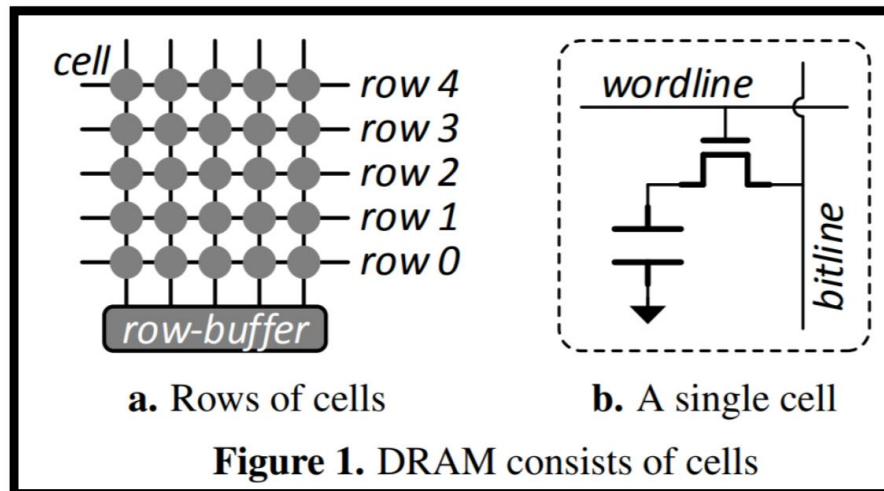 cell
row 4
row 3
row 2
row 1
row 0
row-buffer
a. Rows of cells
wordline
bitline
b. A single cell
Figure 1. DRAM consists of cells